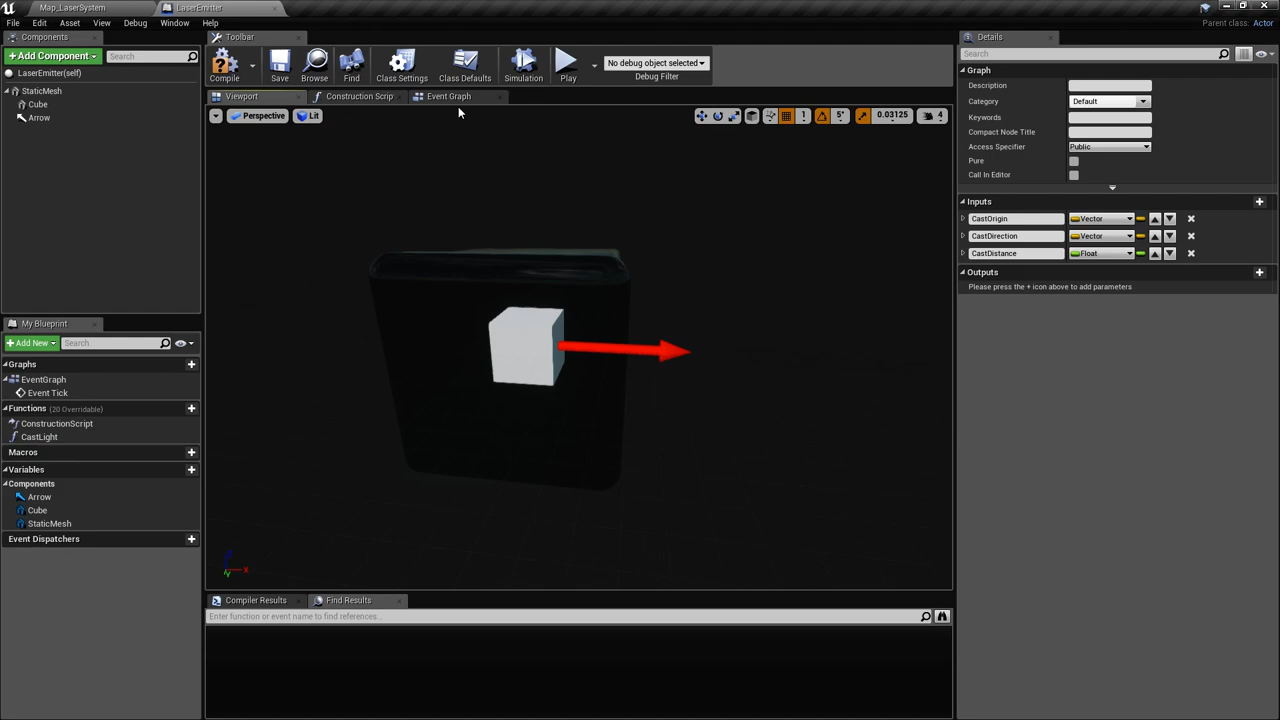 Map_LaserSystem
LaserEmitter
File Edit Asset View Debug Window Help
Parent class: Actor
Components
Add Component
Search
LaserEmitter(self)
StaticMesh
Cube
Arrow
My Blueprint
Add New
Search
Graphs
EventGraph
Event Tick
Functions (20 Overridable)
ConstructionScript
CastLight
Macros
Variables
Components
Arrow
Cube
StaticMesh
Event Dispatchers
Toolbar
Compile
Save
Browse
Find
Class Settings
Class Defaults
Simulation
Play
No debug object selected
Debug Filter
Viewport
Construction Scrip
Event Graph
Perspective
Lit
1
5°
0.03125
4
Z
X
Y
Compiler Results
Find Results
Enter function or event name to find references...
Details
Search
Graph
Description
Category Default
Keywords
Compact Node Title
Access Specifier Public
Pure
Call In Editor
Inputs
CastOrigin Vector
CastDirection Vector
CastDistance Float
Outputs
Please press the + icon above to add parameters